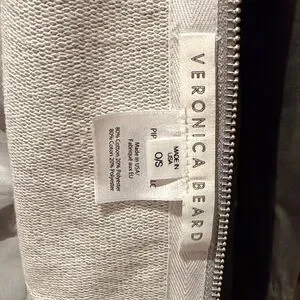 VERONICA BEARD
MADE IN
USA
PIP
O/S
Made in USA/
Fabriqué aux EU
80% Cotton 20% Polyester
80% Coton 20% Polyester